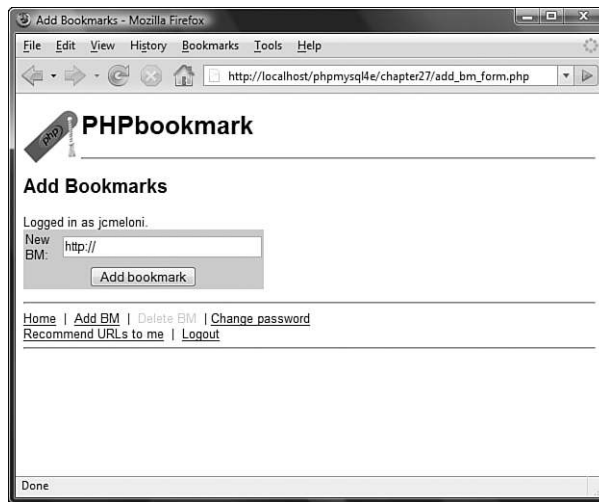 Add Bookmarks - Mozilla Firefox
File Edit View History Bookmarks Tools Help
http://localhost/phpmysql4e/chapter27/add_bm_form.php
php
PHPbookmark
Add Bookmarks
Logged in as jcmeloni.
New BM:
http://
Add bookmark
Home | Add BM | Delete BM | Change password
Recommend URLs to me | Logout
Done